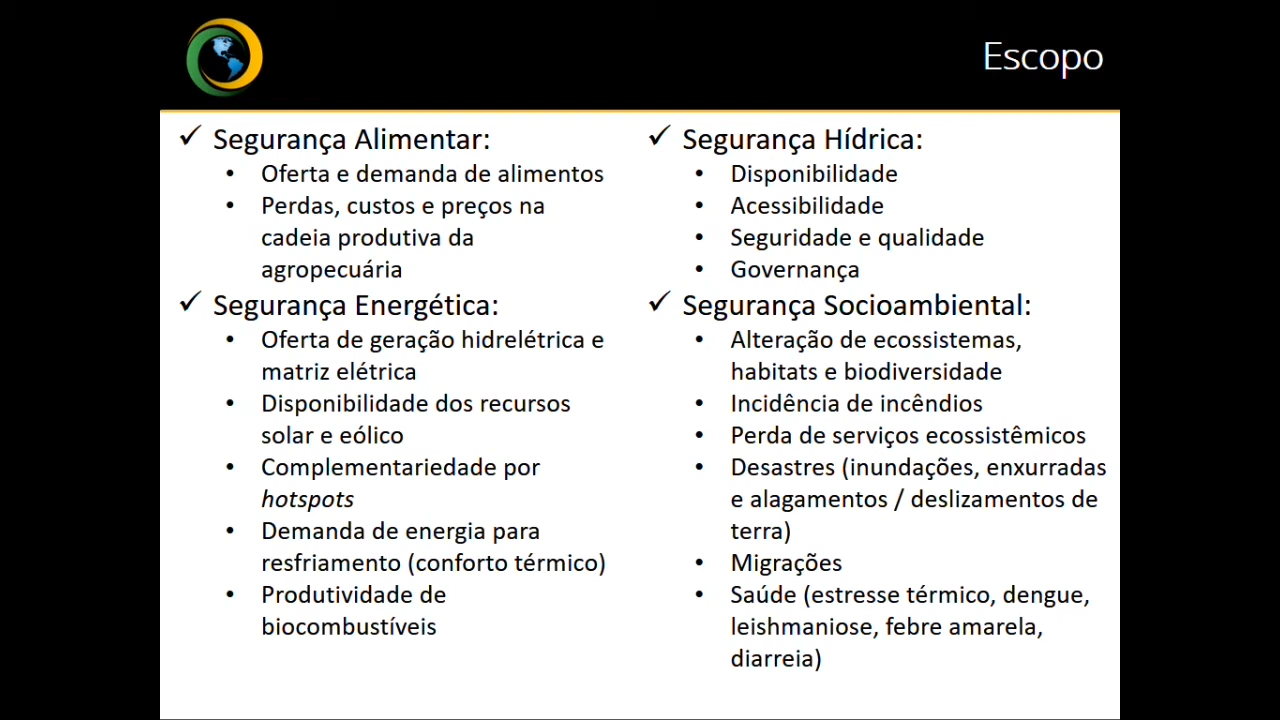 Escopo
✓ Segurança Alimentar:
• Oferta e demanda de alimentos
• Perdas, custos e preços na
cadeia produtiva da
agropecuária
✓ Segurança Energética:
• Oferta de geração hidrelétrica e
matriz elétrica
• Disponibilidade dos recursos
solar e eólico
• Complementariedade por
hotspots
• Demanda de energia para
resfriamento (conforto térmico)
• Produtividade de
biocombustíveis
✓ Segurança Hídrica:
• Disponibilidade
• Acessibilidade
• Seguridade e qualidade
• Governança
✓ Segurança Socioambiental:
• Alteração de ecossistemas,
habitats e biodiversidade
• Incidência de incêndios
• Perda de serviços ecossistêmicos
• Desastres (inundações, enxurradas
e alagamentos / deslizamentos de
terra)
• Migrações
• Saúde (estresse térmico, dengue,
leishmaniose, febre amarela,
diarreia)